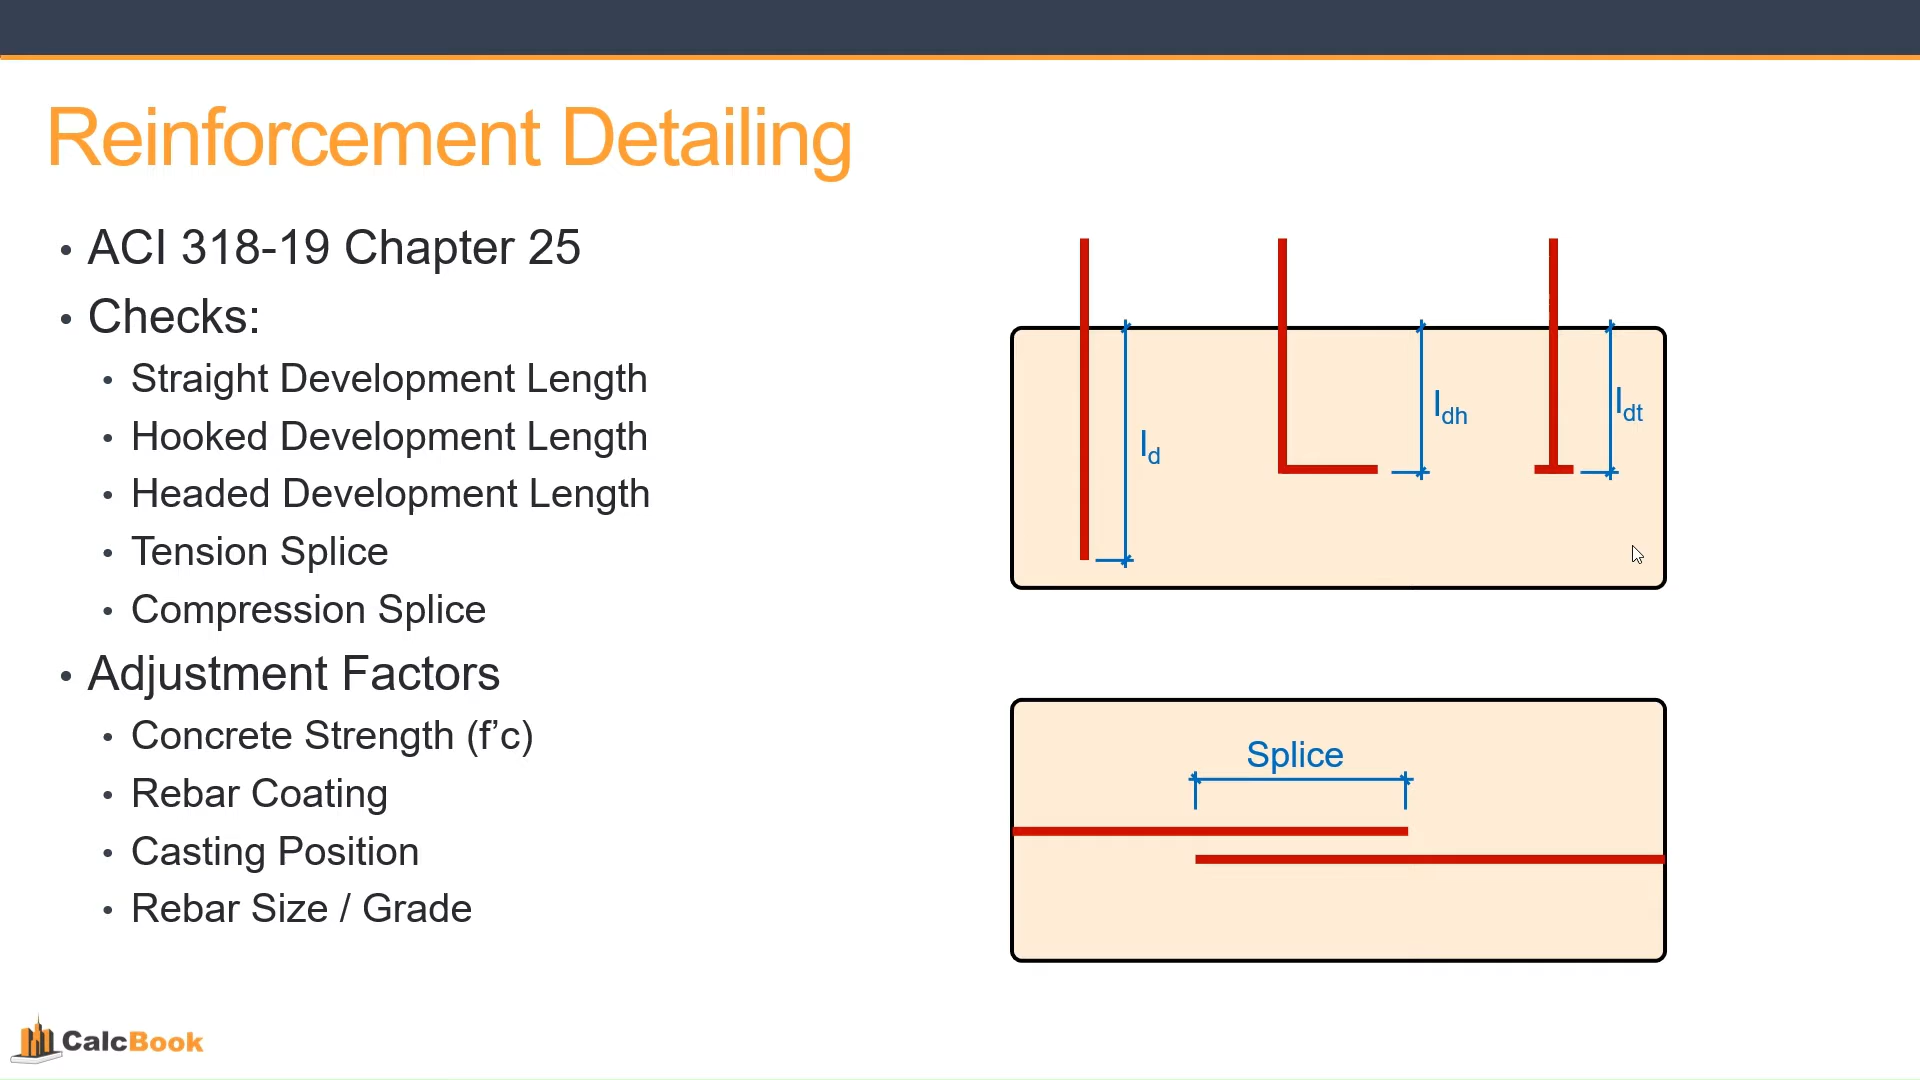 Reinforcement Detailing
• ACI 318-19 Chapter 25
• Checks:
• Straight Development Length
• Hooked Development Length
• Headed Development Length
• Tension Splice
• Compression Splice
• Adjustment Factors
• Concrete Strength (f’c)
• Rebar Coating
• Casting Position
• Rebar Size / Grade
ld
ldh
ldt
Splice
CalcBook